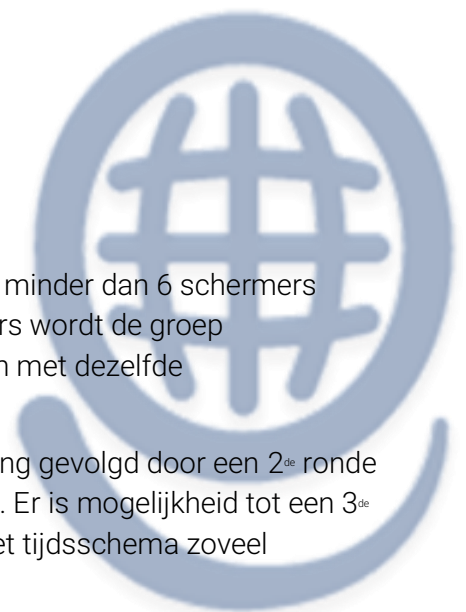 minder dan 6 schermers
rs wordt de groep
n met dezelfde
ng gevolgd door een 2de ronde
. Er is mogelijkheid tot een 3de
et tijdsschema zoveel